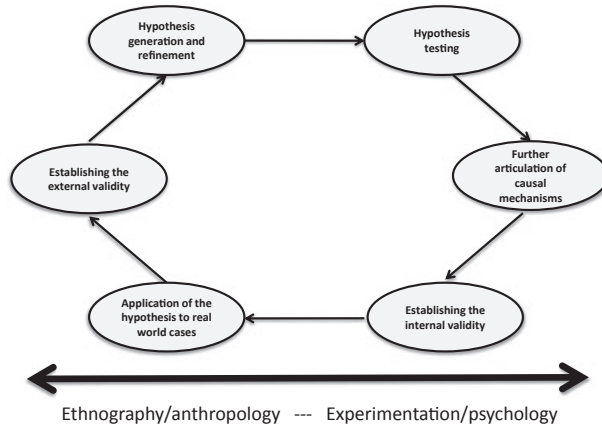 Hypothesis
generation and
refinement
Hypothesis
testing
Further
articulation of
causal
mechanisms
Establishing the
internal validity
Application of the
hypothesis to real
world cases
Establishing the
external validity
Ethnography/anthropology --- Experimentation/psychology